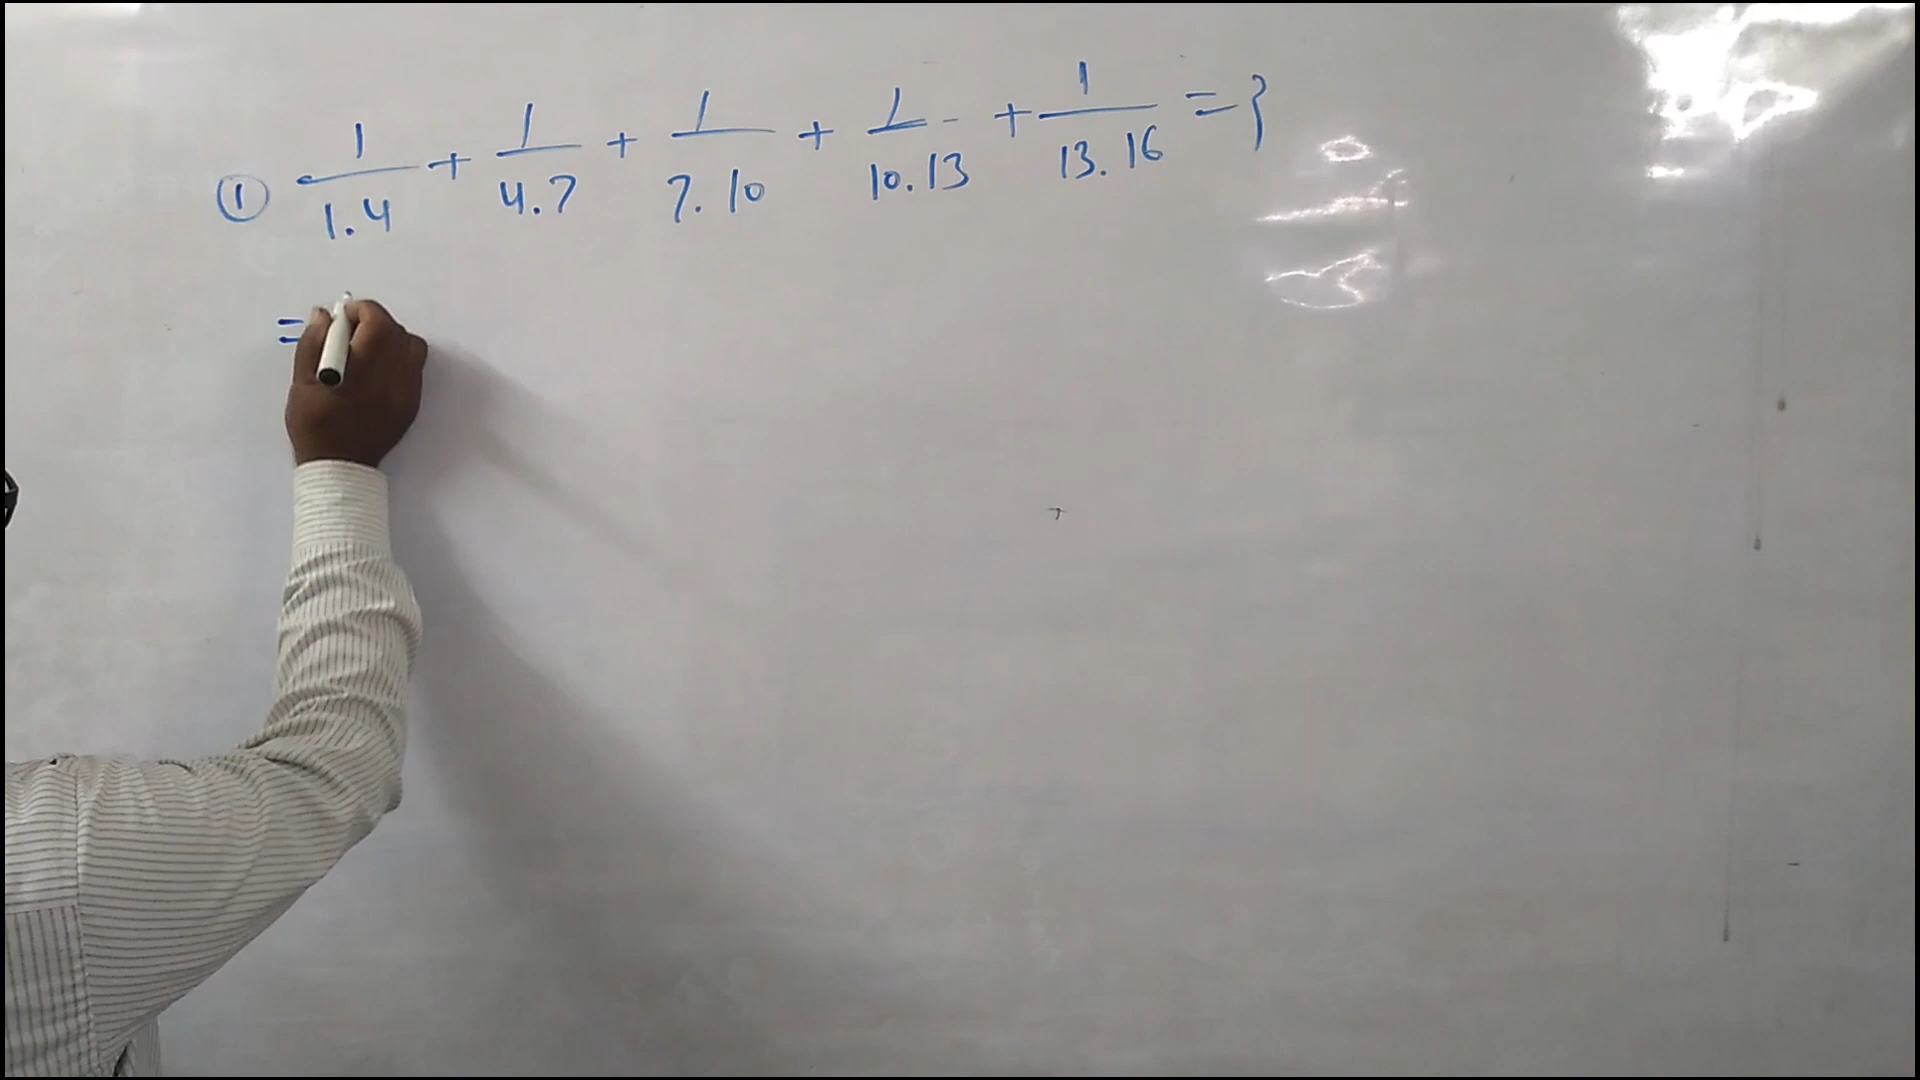 ① 1/1.4 + 1/4.7 + 1/7.10 + 1/10.13 + 1/13.16 = }
=